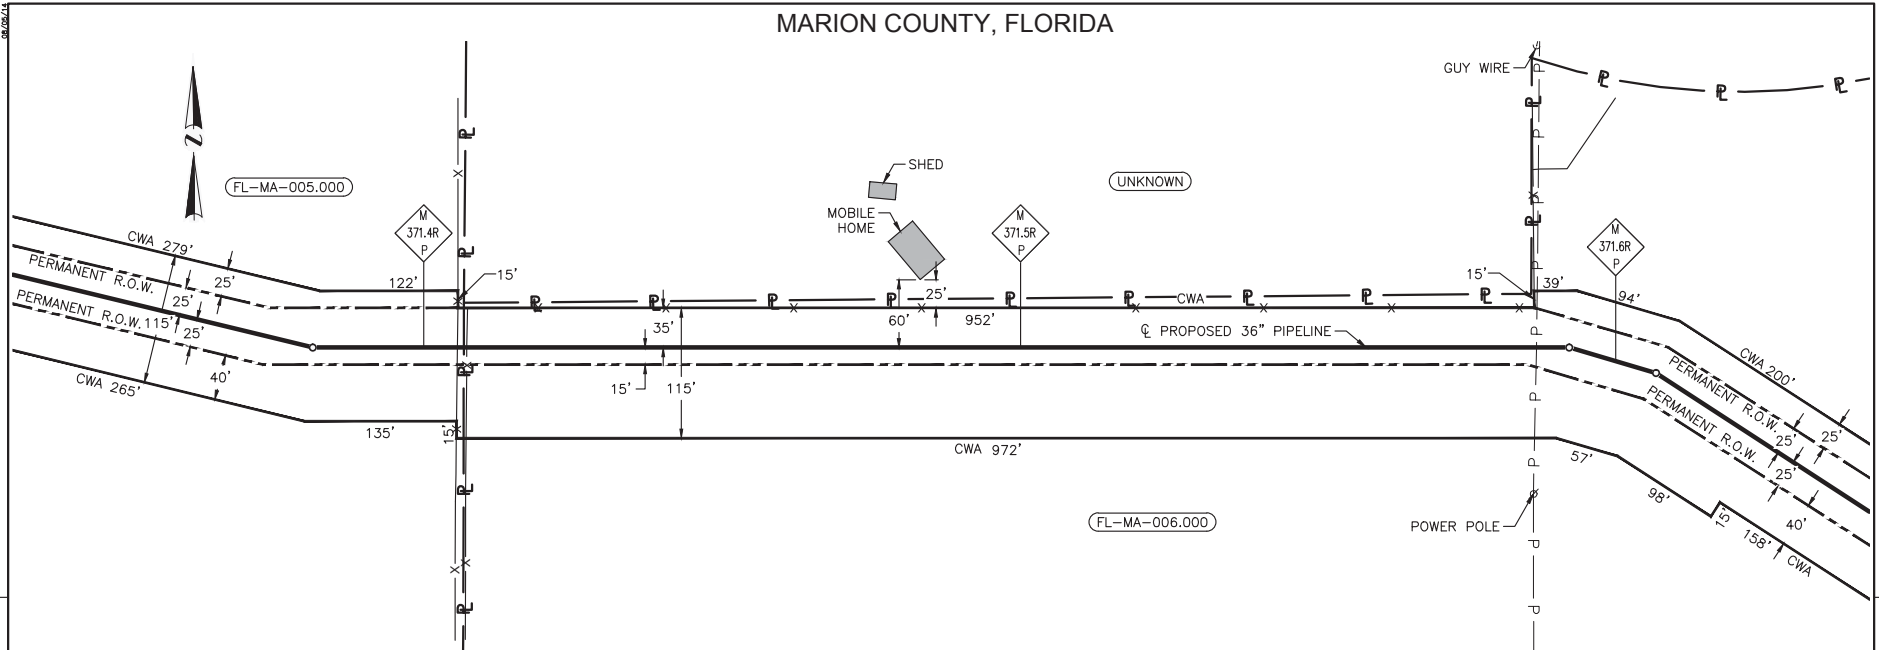 06/05/14
MARION COUNTY, FLORIDA
GUY WIRE
N
FL-MA-005.000
SHED
UNKNOWN
MOBILE
HOME
M
371.4R
P
M
371.5R
P
M
371.6R
P
CWA 279'
25'
PERMANENT R.O.W.
25'
PERMANENT R.O.W.
115'
25'
40'
CWA 265'
122'
15'
135'
15'
35'
15'
115'
60'
25'
952'
CWA
℄ PROPOSED 36" PIPELINE
CWA 972'
15'
39'
94'
CWA 200'
PERMANENT R.O.W.
PERMANENT R.O.W.
25'
25'
25'
40'
57'
98'
15'
158'
CWA
FL-MA-006.000
POWER POLE